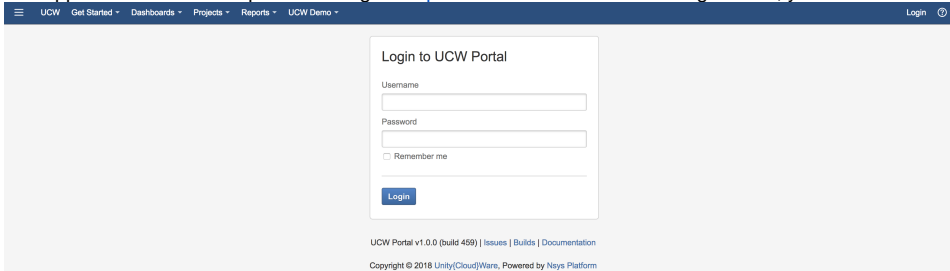 UCW Get Started Dashboards Projects Reports UCW Demo Login ?
Login to UCW Portal
Username
Password
Remember me
Login
UCW Portal v1.0.0 (build 459) | Issues | Builds | Documentation
Copyright © 2018 Unity{Cloud}Ware, Powered by Nsys Platform